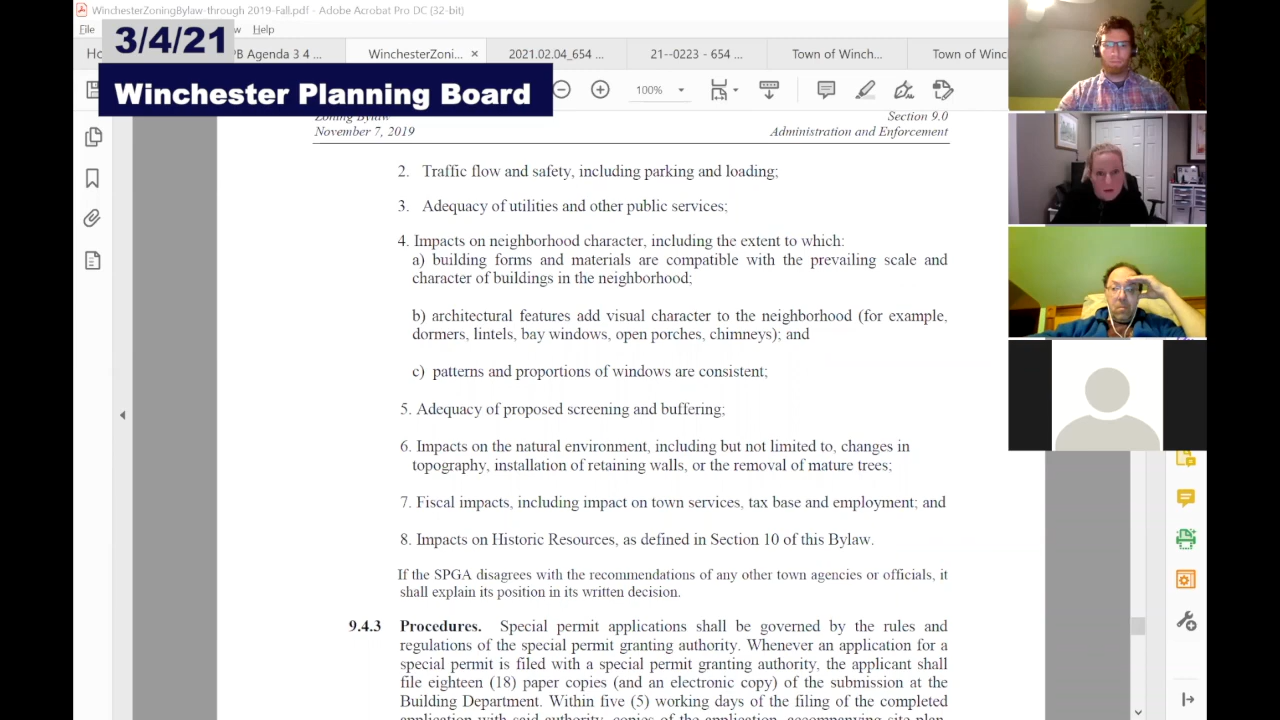 WinchesterZoningBylaw-through 2019-Fall.pdf - Adobe Acrobat Pro DC (32-bit)
File
w Help
3/4/21
PB Agenda 3 4 ...
WinchesterZoni... ×
2021.02.04_654 ...
21--0223 - 654 ...
Town of Winch...
Town of Winc
Winchester Planning Board
100%
Zoning Bylaw
Section 9.0
November 7, 2019
Administration and Enforcement
2. Traffic flow and safety, including parking and loading;
3. Adequacy of utilities and other public services;
4. Impacts on neighborhood character, including the extent to which:
a) building forms and materials are compatible with the prevailing scale and
character of buildings in the neighborhood;
b) architectural features add visual character to the neighborhood (for example,
dormers, lintels, bay windows, open porches, chimneys); and
c) patterns and proportions of windows are consistent;
5. Adequacy of proposed screening and buffering;
6. Impacts on the natural environment, including but not limited to, changes in
topography, installation of retaining walls, or the removal of mature trees;
7. Fiscal impacts, including impact on town services, tax base and employment; and
8. Impacts on Historic Resources, as defined in Section 10 of this Bylaw.
If the SPGA disagrees with the recommendations of any other town agencies or officials, it
shall explain its position in its written decision.
9.4.3 Procedures. Special permit applications shall be governed by the rules and
regulations of the special permit granting authority. Whenever an application for a
special permit is filed with a special permit granting authority, the applicant shall
file eighteen (18) paper copies (and an electronic copy) of the submission at the
Building Department. Within five (5) working days of the filing of the completed
application with said authority, copies of the application, accompanying site plan,